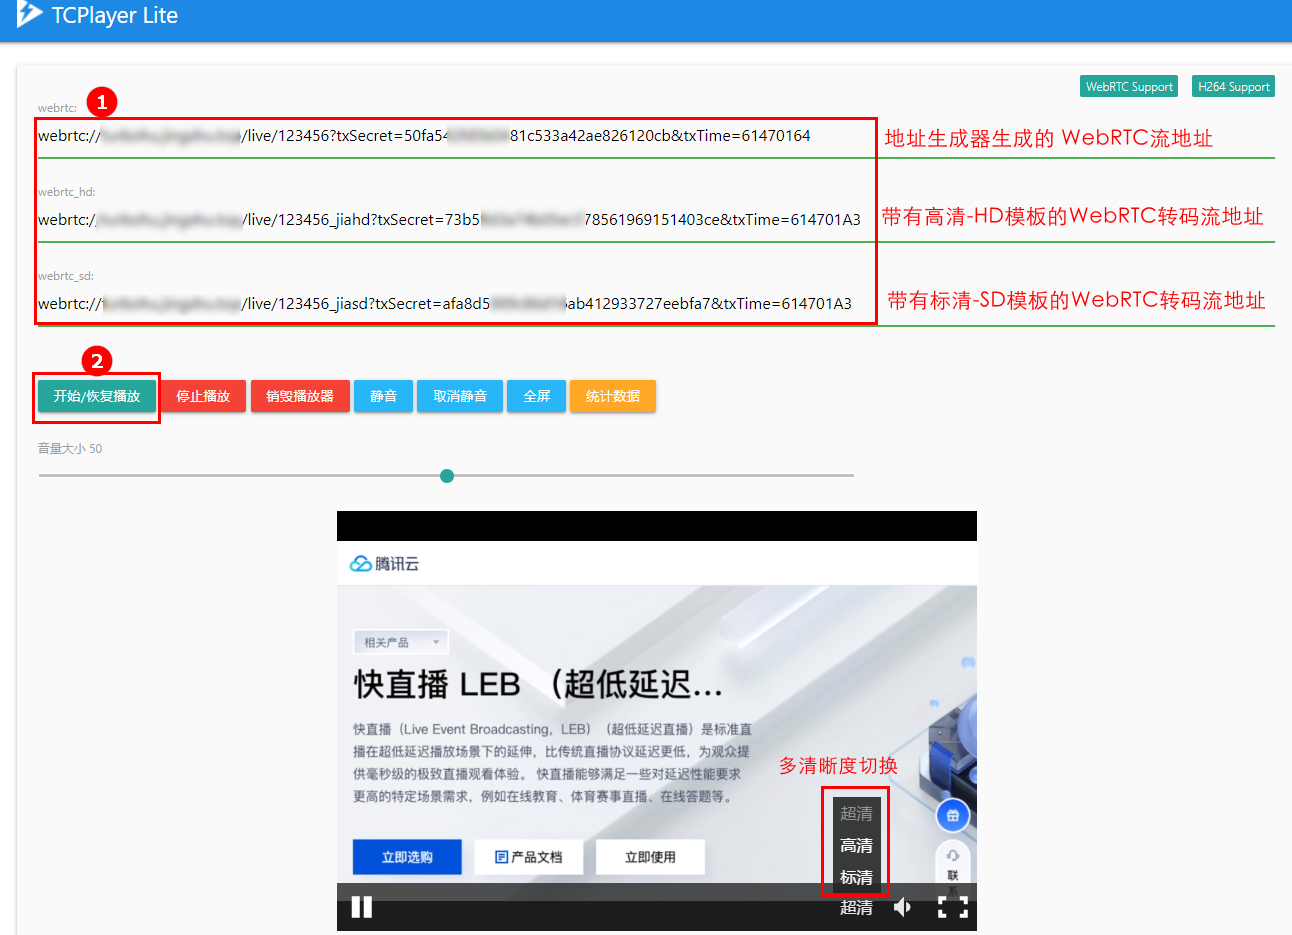 TCPlayer Lite
WebRTC Support
H264 Support
webrtc:
1
webrtc:// /live/123456?txSecret=50fa54 81c533a42ae826120cb&txTime=61470164
地址生成器生成的 WebRTC流地址
webrtc_hd:
webrtc:// /live/123456_jiahd?txSecret=73b5 78561969151403ce&txTime=614701A3
带有高清-HD模板的WebRTC转码流地址
webrtc_sd:
webrtc:// /live/123456_jiasd?txSecret=afa8d5 ab412933727eebfa7&txTime=614701A3
带有标清-SD模板的WebRTC转码流地址
2
开始/恢复播放
停止播放
销毁播放器
静音
取消静音
全屏
统计数据
音量大小 50
腾讯云
相关产品
快直播 LEB （超低延迟...
快直播（Live Event Broadcasting，LEB）（超低延迟直播）是标准直
播在超低延迟播放场景下的延伸，比传统直播协议延迟更低，为观众提
供毫秒级的极致直播观看体验。 快直播能够满足一些对延迟性能要求
更高的特定场景需求，例如在线教育、体育赛事直播、在线答题等。
多清晰度切换
超清
高清
标清
立即选购
产品文档
立即使用
联
系
超清